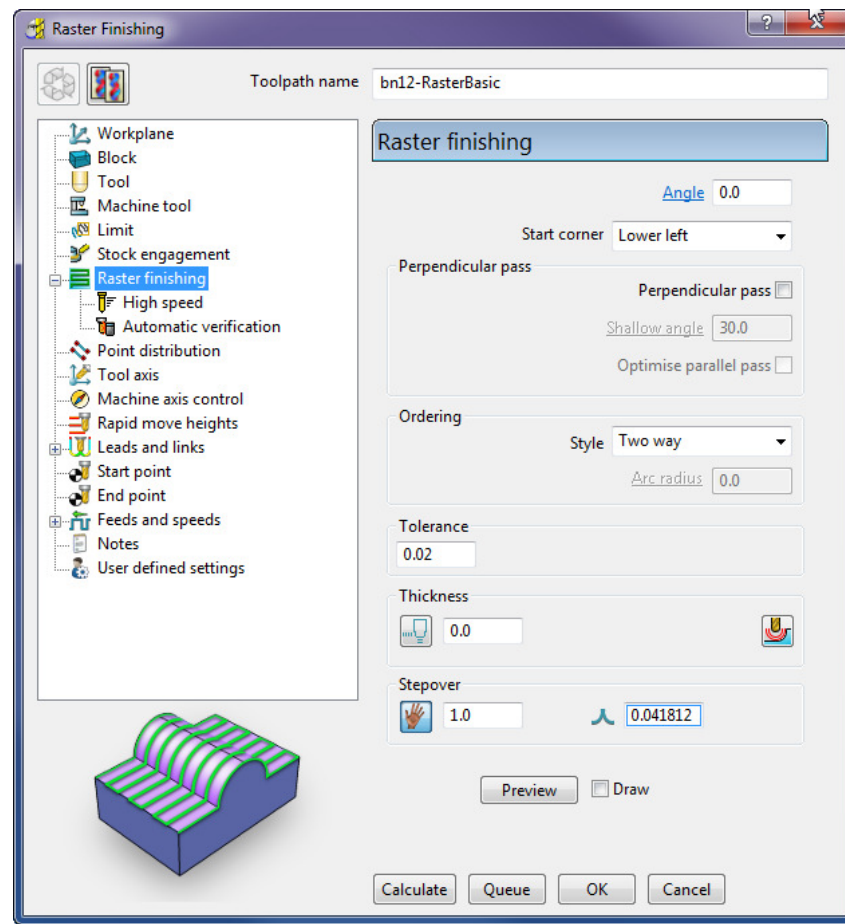 Raster Finishing
Toolpath name bn12-RasterBasic
Workplane
Block
Tool
Machine tool
Limit
Stock engagement
Raster finishing
High speed
Automatic verification
Point distribution
Tool axis
Machine axis control
Rapid move heights
Leads and links
Start point
End point
Feeds and speeds
Notes
User defined settings
Raster finishing
Angle 0.0
Start corner Lower left
Perpendicular pass
Perpendicular pass
Shallow angle 30.0
Optimise parallel pass
Ordering
Style Two way
Arc radius 0.0
Tolerance
0.02
Thickness
0.0
Stepover
1.0 0.041812
Preview Draw
Calculate Queue OK Cancel